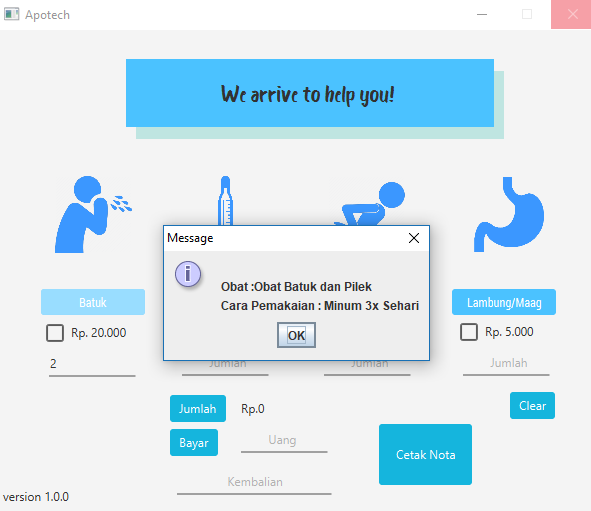 Apotech
We arrive to help you!
Message
Obat :Obat Batuk dan Pilek
Cara Pemakaian : Minum 3x Sehari
OK
Batuk
Lambung/Maag
Rp. 20.000
Rp. 5.000
2
Jumlah
Jumlah
Jumlah
Jumlah
Rp.0
Clear
Bayar
Uang
Cetak Nota
Kembalian
version 1.0.0